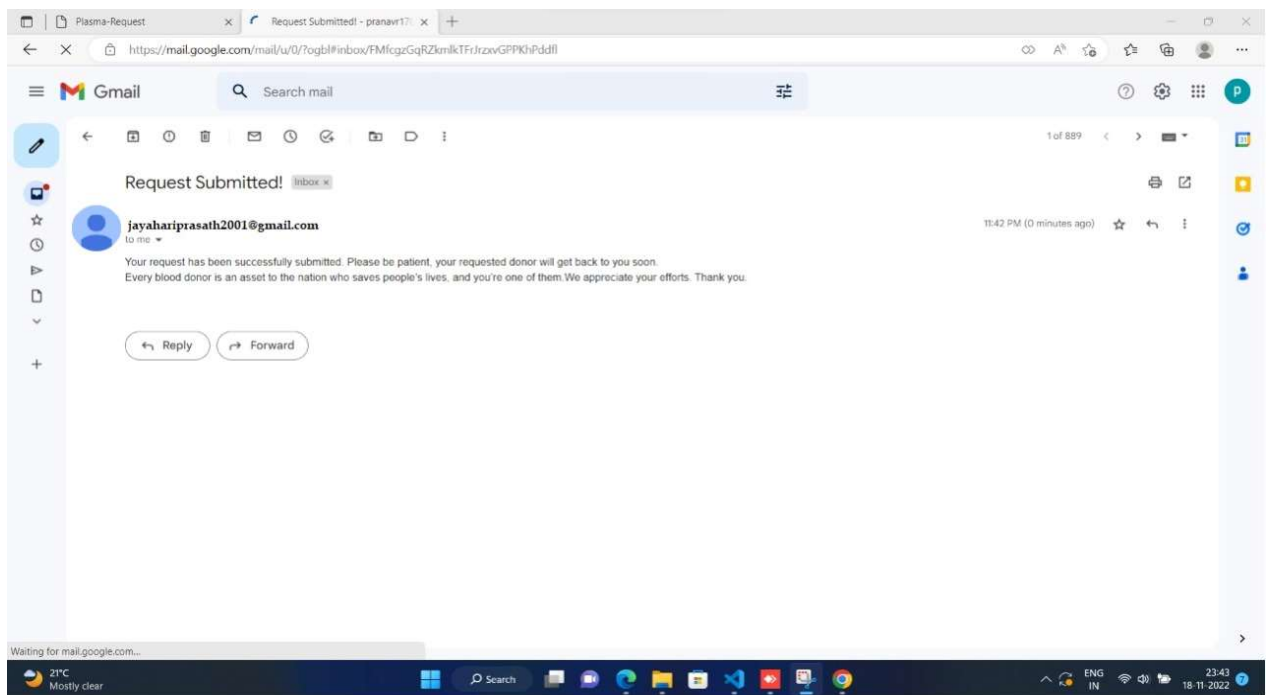 Plasma-Request
Request Submitted! - pranavr17
https://mail.google.com/mail/u/0/?ogbl#inbox/FMfcgzGqRZkmlkTFrJrzxvGPPKhPddfl
Gmail
Search mail
p
1 of 889
Request Submitted! Inbox x
jayahariprasath2001@gmail.com
11:42 PM (0 minutes ago)
to me
Your request has been successfully submitted. Please be patient, your requested donor will get back to you soon.
Every blood donor is an asset to the nation who saves people's lives, and you're one of them.We appreciate your efforts. Thank you.
Reply Forward
Waiting for mail.google.com...
21°C
Mostly clear
Search
ENG
IN
23:43
18-11-2022